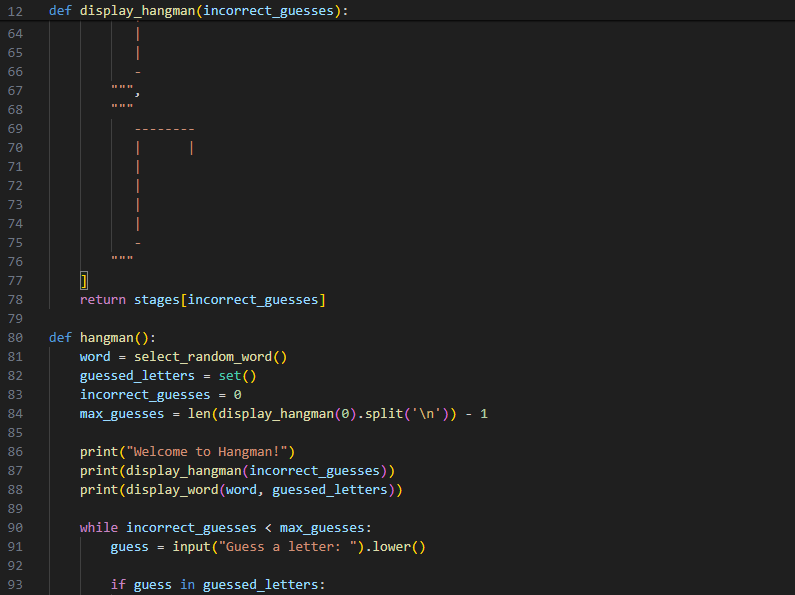 12 def display_hangman(incorrect_guesses):
64 |
65 |
66 -
67 """,
68 """
69 --------
70 |      |
71 |
72 |
73 |
74 |
75 -
76 """
77 ]
78 return stages[incorrect_guesses]
79
80 def hangman():
81 word = select_random_word()
82 guessed_letters = set()
83 incorrect_guesses = 0
84 max_guesses = len(display_hangman(0).split('\n')) - 1
85
86 print("Welcome to Hangman!")
87 print(display_hangman(incorrect_guesses))
88 print(display_word(word, guessed_letters))
89
90 while incorrect_guesses < max_guesses:
91 guess = input("Guess a letter: ").lower()
92
93 if guess in guessed_letters: